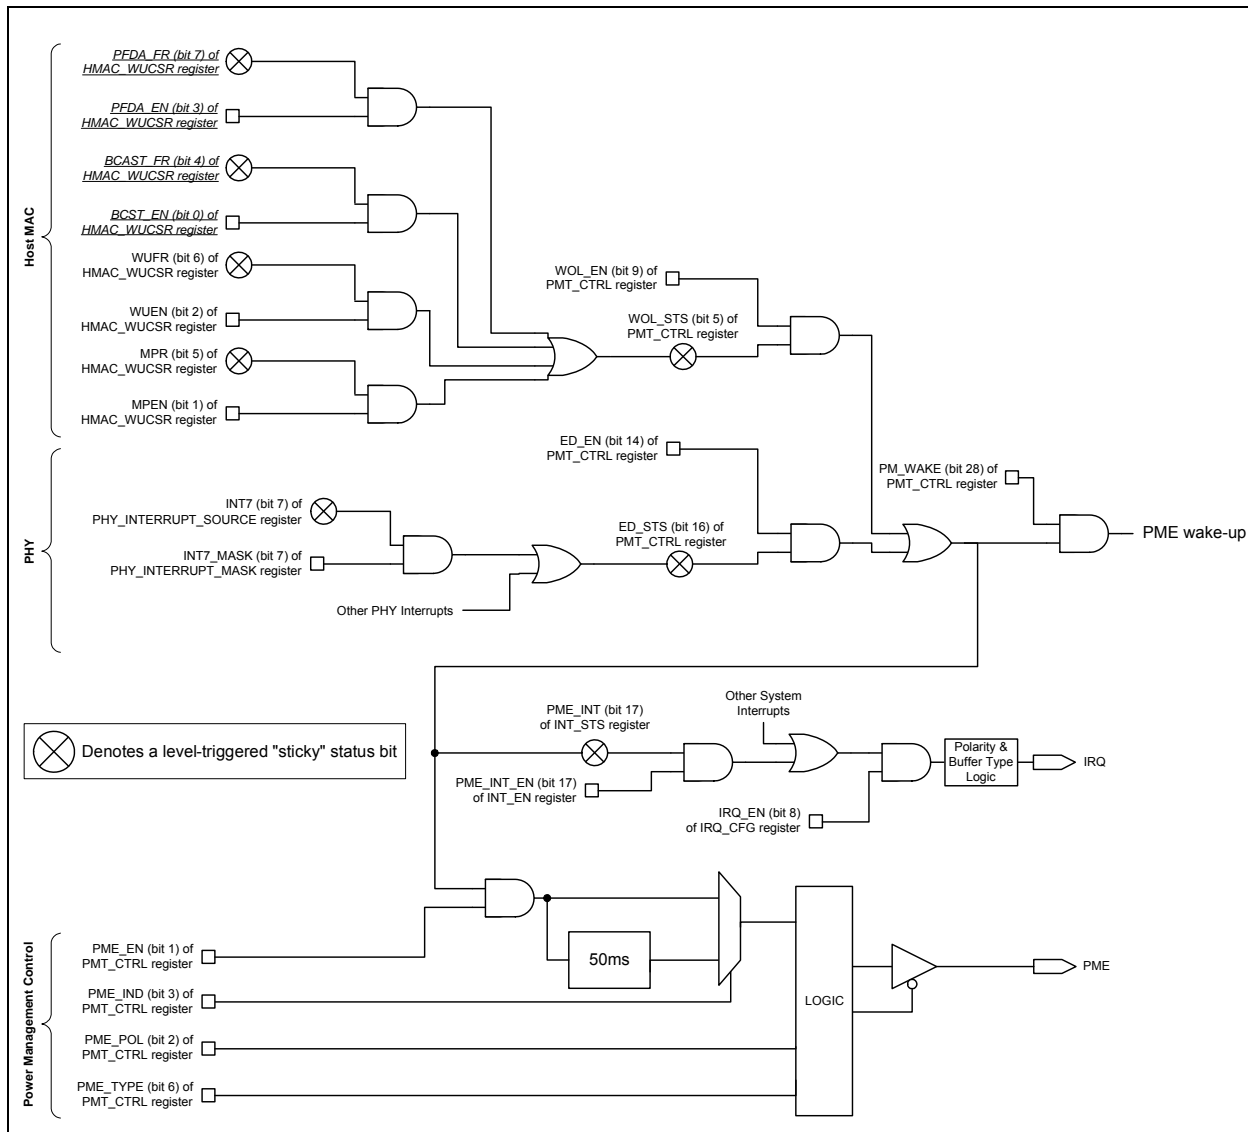 PFDA_FR (bit 7) of
HMAC_WUCSR register
PFDA_EN (bit 3) of
HMAC_WUCSR register
BCAST_FR (bit 4) of
HMAC_WUCSR register
BCST_EN (bit 0) of
HMAC_WUCSR register
Host MAC
WUFR (bit 6) of
HMAC_WUCSR register
WUEN (bit 2) of
HMAC_WUCSR register
MPR (bit 5) of
HMAC_WUCSR register
MPEN (bit 1) of
HMAC_WUCSR register
WOL_EN (bit 9) of
PMT_CTRL register
WOL_STS (bit 5) of
PMT_CTRL register
ED_EN (bit 14) of
PMT_CTRL register
PM_WAKE (bit 28) of
PMT_CTRL register
PHY
INT7 (bit 7) of
PHY_INTERRUPT_SOURCE register
INT7_MASK (bit 7) of
PHY_INTERRUPT_MASK register
ED_STS (bit 16) of
PMT_CTRL register
PME wake-up
Other PHY Interrupts
Denotes a level-triggered "sticky" status bit
PME_INT (bit 17)
of INT_STS register
Other System
Interrupts
PME_INT_EN (bit 17)
of INT_EN register
Polarity &
Buffer Type
Logic
IRQ
IRQ_EN (bit 8)
of IRQ_CFG register
Power Management Control
PME_EN (bit 1) of
PMT_CTRL register
50ms
PME_IND (bit 3) of
PMT_CTRL register
LOGIC
PME
PME_POL (bit 2) of
PMT_CTRL register
PME_TYPE (bit 6) of
PMT_CTRL register